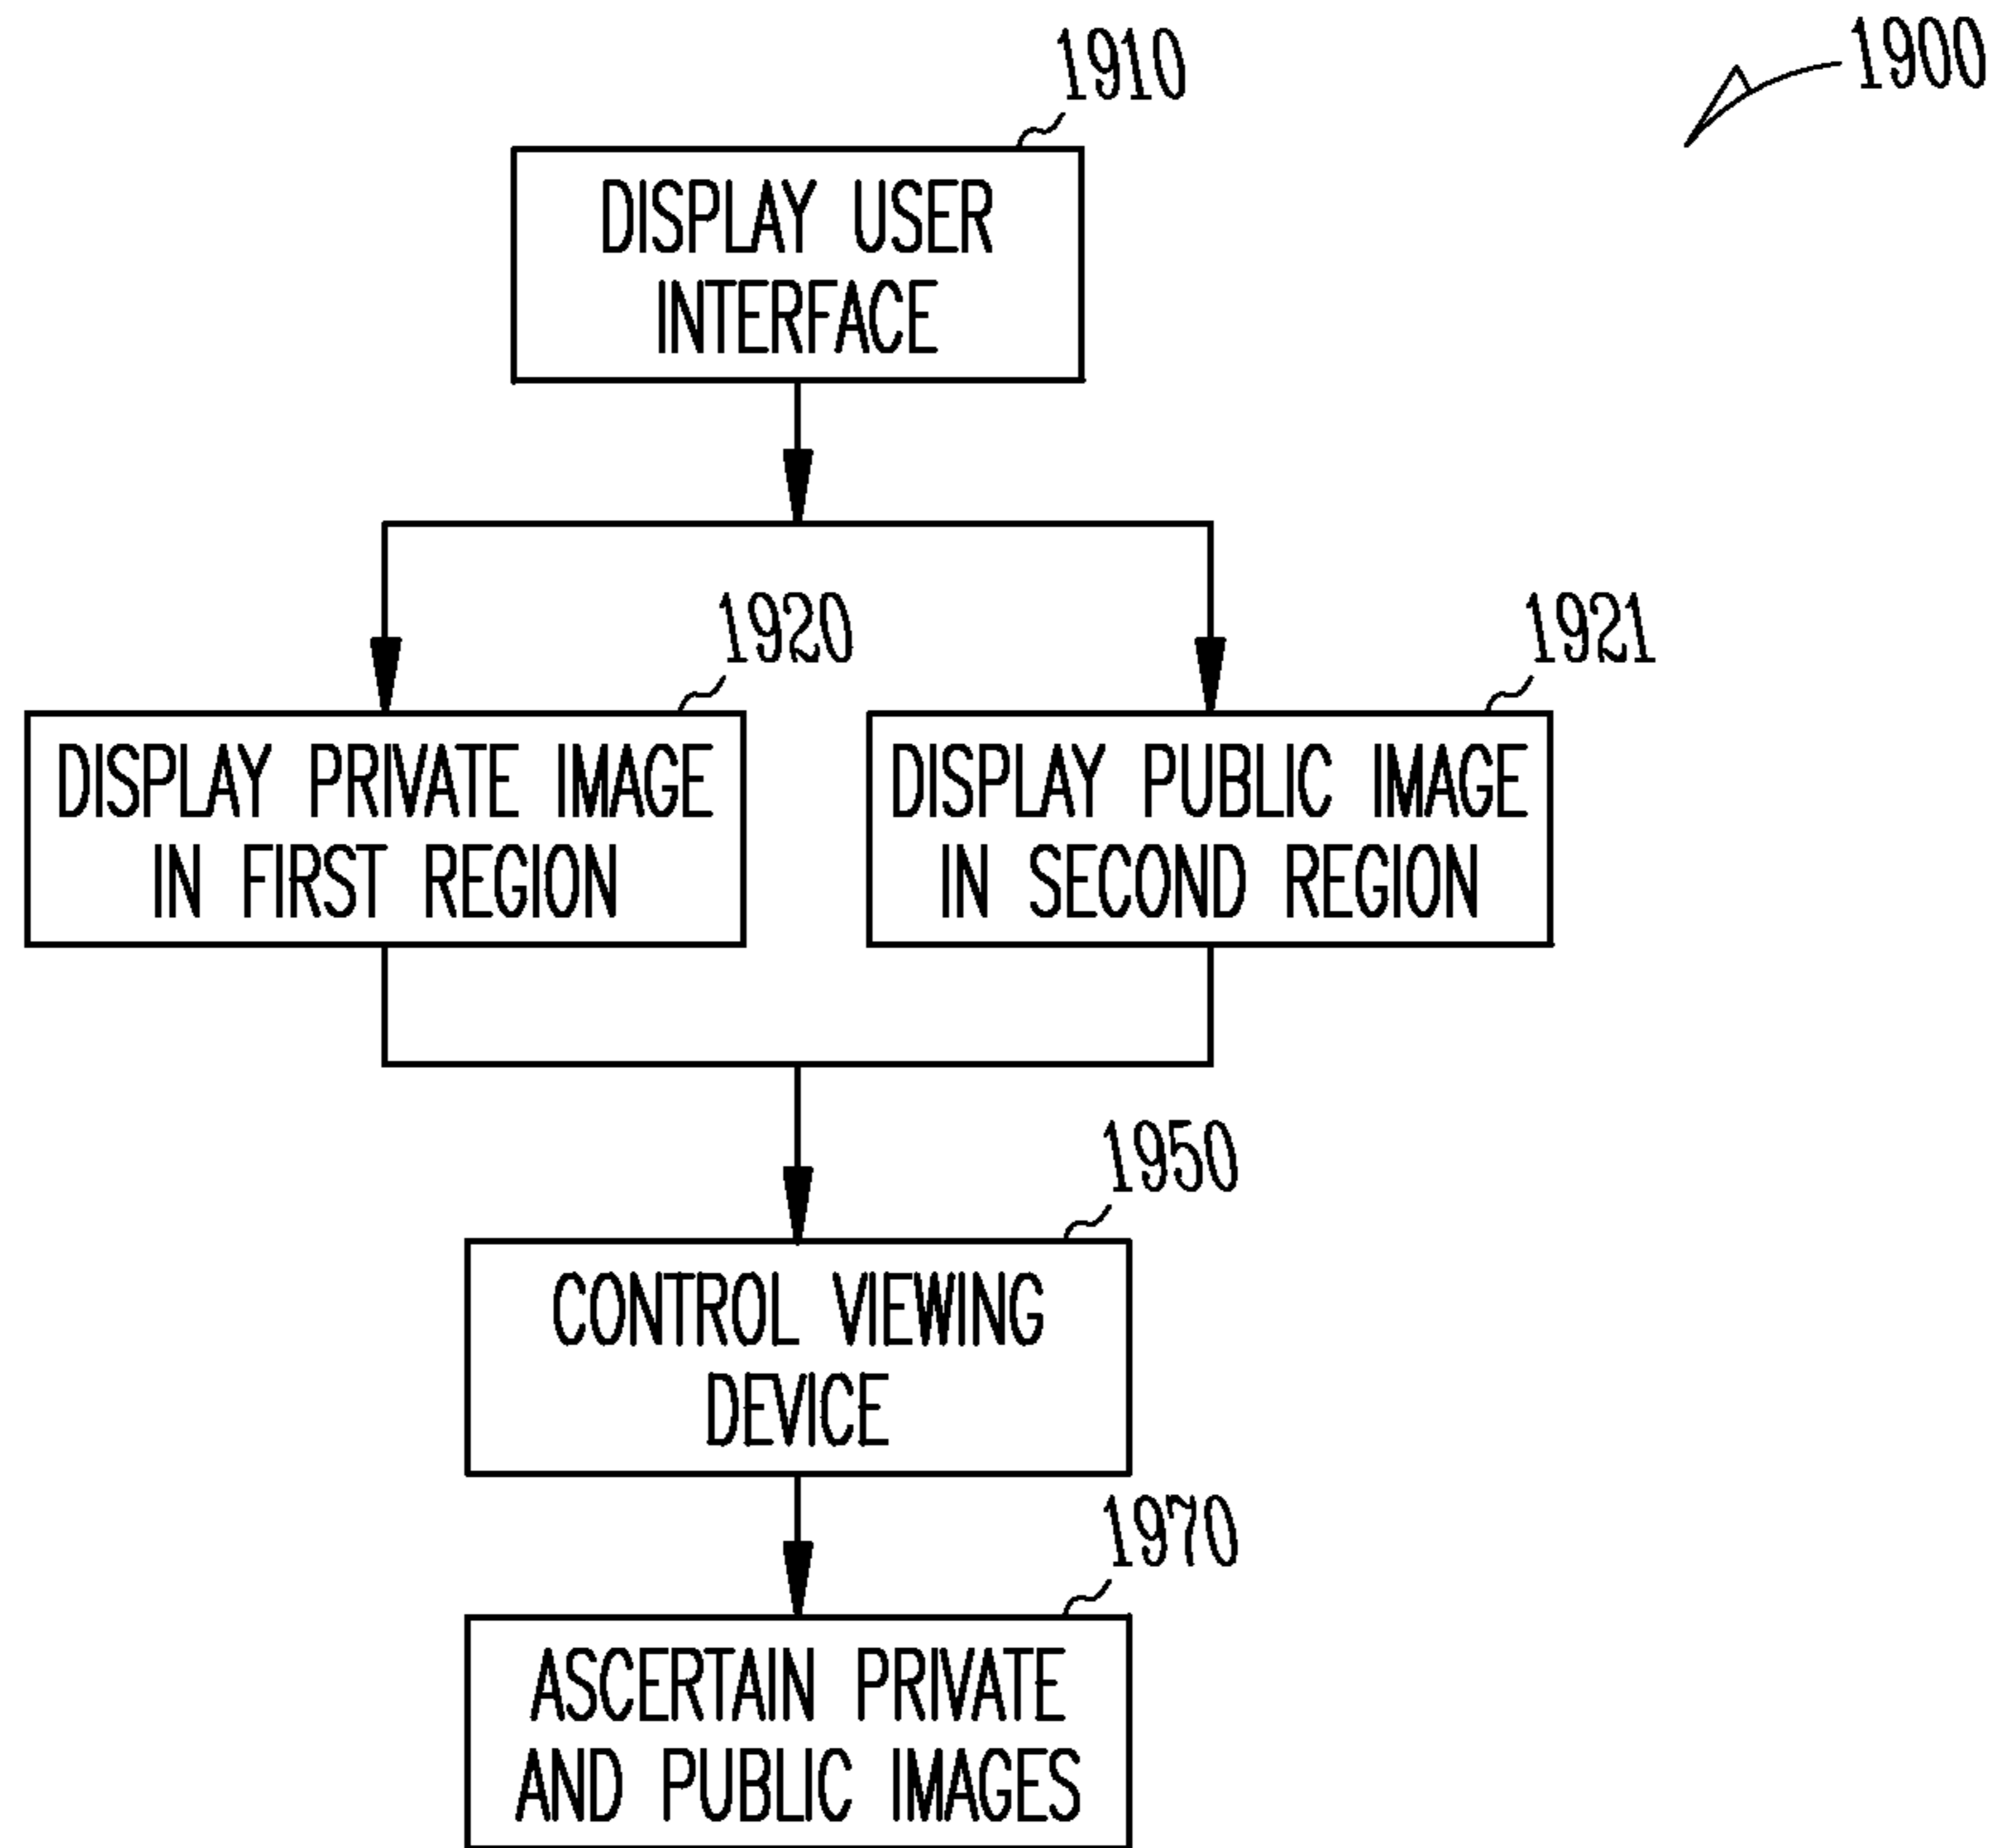 1900
1910
DISPLAY USER
INTERFACE
1920
DISPLAY PRIVATE IMAGE
IN FIRST REGION
1921
DISPLAY PUBLIC IMAGE
IN SECOND REGION
1950
CONTROL VIEWING
DEVICE
1970
ASCERTAIN PRIVATE
AND PUBLIC IMAGES